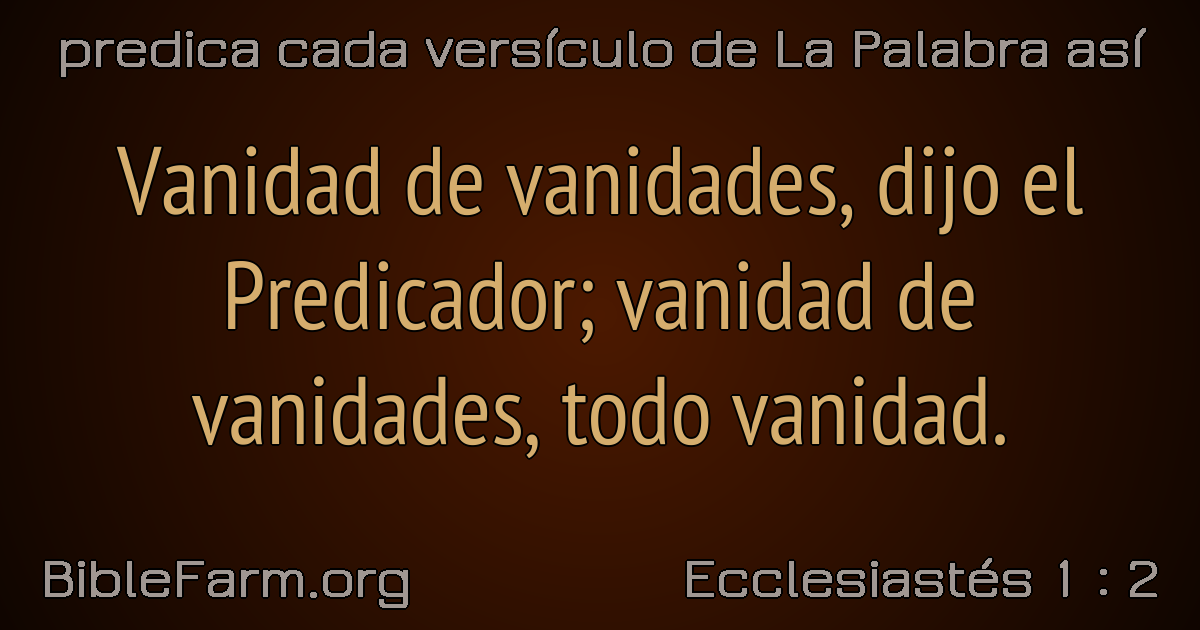 predica cada versículo de La Palabra así
Vanidad de vanidades, dijo el
Predicador; vanidad de
vanidades, todo vanidad.
BibleFarm.org
Ecclesiastés 1 : 2